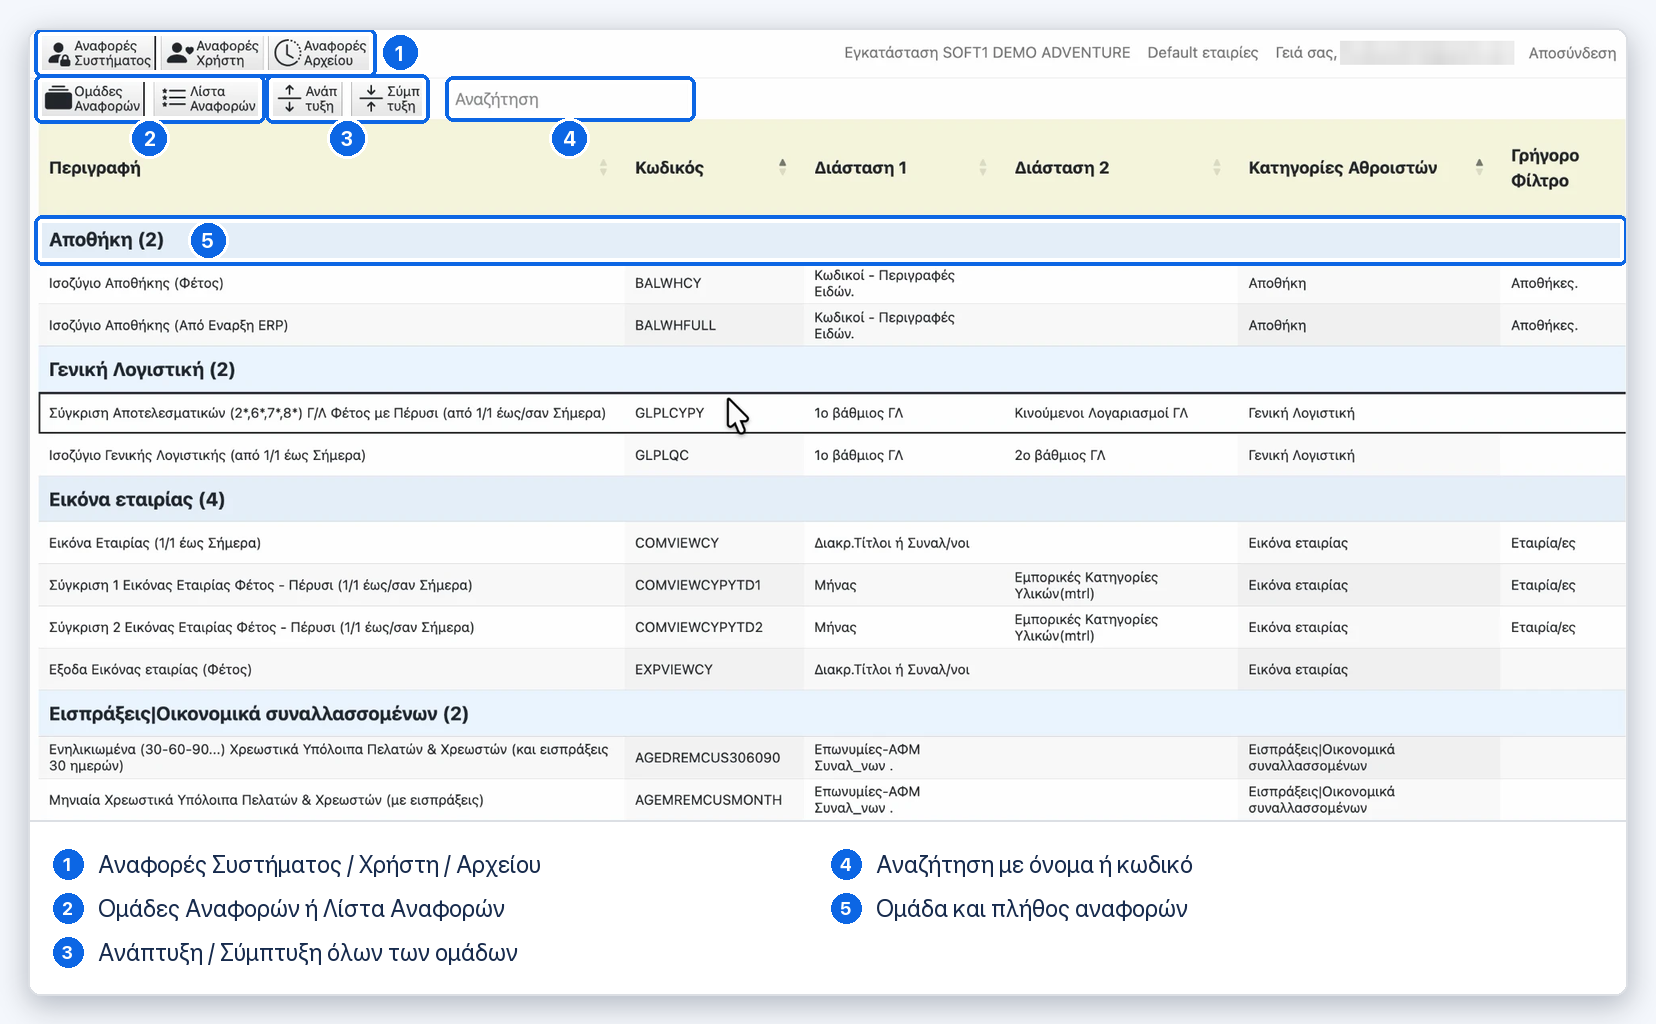 Αναφορές Συστήματος
Αναφορές Χρήστη
Αναφορές Αρχείου
1
Εγκατάσταση SOFT1 DEMO ADVENTURE Default εταιρίες Γειά σας, Αποσύνδεση
Ομάδες Αναφορών
Λίστα Αναφορών
Ανάπ τυξη
Σύμπ τυξη
Αναζήτηση
2 3 4
Περιγραφή Κωδικός Διάσταση 1 Διάσταση 2 Κατηγορίες Αθροιστών Γρήγορο Φίλτρο
Αποθήκη (2) 5
Ισοζύγιο Αποθήκης (Φέτος) BALWHCY Κωδικοί - Περιγραφές Ειδών. Αποθήκη Αποθήκες.
Ισοζύγιο Αποθήκης (Από Εναρξη ERP) BALWHFULL Κωδικοί - Περιγραφές Ειδών. Αποθήκη Αποθήκες.
Γενική Λογιστική (2)
Σύγκριση Αποτελεσματικών (2*,6*,7*,8*) Γ/Λ Φέτος με Πέρυσι (από 1/1 έως/σαν Σήμερα) GLPLCYPY 1ο βάθμιος ΓΛ Κινούμενοι Λογαριασμοί ΓΛ Γενική Λογιστική
Ισοζύγιο Γενικής Λογιστικής (από 1/1 έως Σήμερα) GLPLQC 1ο βάθμιος ΓΛ 2ο βάθμιος ΓΛ Γενική Λογιστική
Εικόνα εταιρίας (4)
Εικόνα Εταιρίας (1/1 έως Σήμερα) COMVIEWCY Διακρ.Τίτλοι ή Συναλ/νοι Εικόνα εταιρίας Εταιρία/ες
Σύγκριση 1 Εικόνας Εταιρίας Φέτος - Πέρυσι (1/1 έως/σαν Σήμερα) COMVIEWCYPYTD1 Μήνας Εμπορικές Κατηγορίες Υλικών(mtrl) Εικόνα εταιρίας Εταιρία/ες
Σύγκριση 2 Εικόνας Εταιρίας Φέτος - Πέρυσι (1/1 έως/σαν Σήμερα) COMVIEWCYPYTD2 Μήνας Εμπορικές Κατηγορίες Υλικών(mtrl) Εικόνα εταιρίας Εταιρία/ες
Εξοδα Εικόνας εταιρίας (Φέτος) EXPVIEWCY Διακρ.Τίτλοι ή Συναλ/νοι Εικόνα εταιρίας
Εισπράξεις|Οικονομικά συναλλασσομένων (2)
Ενηλικιωμένα (30-60-90...) Χρεωστικά Υπόλοιπα Πελατών & Χρεωστών (και εισπράξεις 30 ημερών) AGEDREMCUS306090 Επωνυμίες-ΑΦΜ Συναλ_νων . Εισπράξεις|Οικονομικά συναλλασσομένων
Μηνιαία Χρεωστικά Υπόλοιπα Πελατών & Χρεωστών (με εισπράξεις) AGEMREMCUSMONTH Επωνυμίες-ΑΦΜ Συναλ_νων . Εισπράξεις|Οικονομικά συναλλασσομένων
1 Αναφορές Συστήματος / Χρήστη / Αρχείου
2 Ομάδες Αναφορών ή Λίστα Αναφορών
3 Ανάπτυξη / Σύμπτυξη όλων των ομάδων
4 Αναζήτηση με όνομα ή κωδικό
5 Ομάδα και πλήθος αναφορών